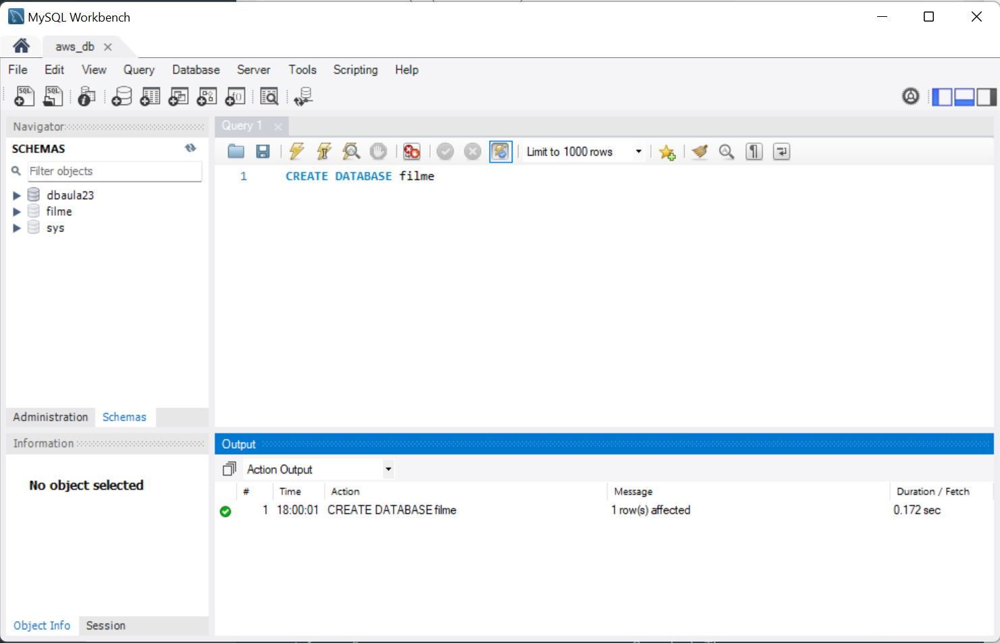 MySQL Workbench
aws_db
File Edit View Query Database Server Tools Scripting Help
SQL SQL
Navigator
SCHEMAS
Filter objects
dbaula23
filme
sys
Administration Schemas
Information
No object selected
Object Info Session
Query 1
Limit to 1000 rows
1 CREATE DATABASE filme
Output
Action Output
# Time Action Message Duration / Fetch
1 18:00:01 CREATE DATABASE filme 1 row(s) affected 0.172 sec